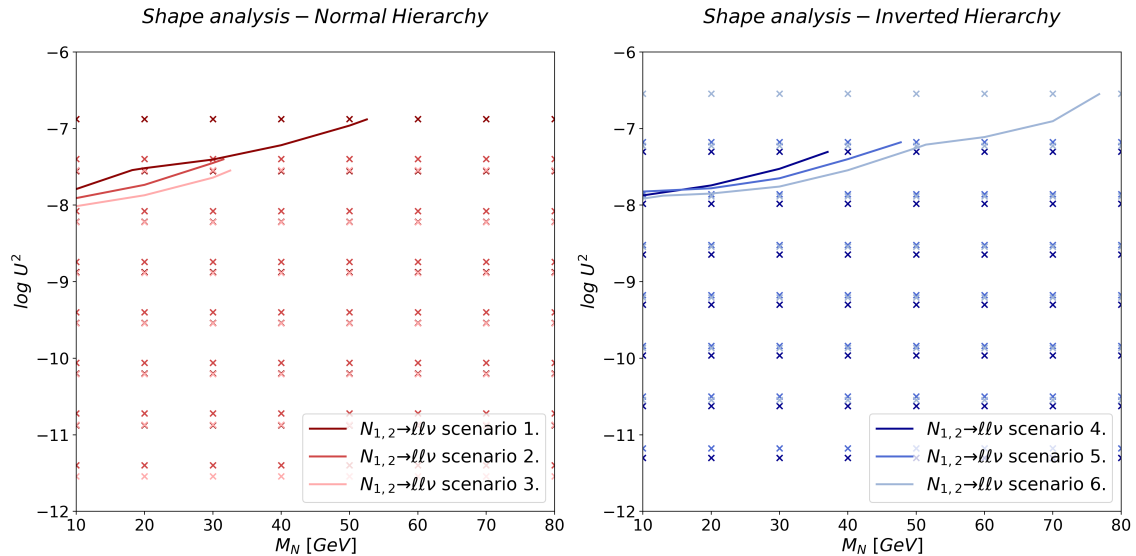 Shape analysis − Normal Hierarchy
−6
−7
−8
−9
−10
−11
−12
log U²
10 20 30 40 50 60 70 80
M_N [GeV]
N₁,₂→ℓℓν scenario 1.
N₁,₂→ℓℓν scenario 2.
N₁,₂→ℓℓν scenario 3.
Shape analysis − Inverted Hierarchy
−6
−7
−8
−9
−10
−11
−12
log U²
10 20 30 40 50 60 70 80
M_N [GeV]
N₁,₂→ℓℓν scenario 4.
N₁,₂→ℓℓν scenario 5.
N₁,₂→ℓℓν scenario 6.